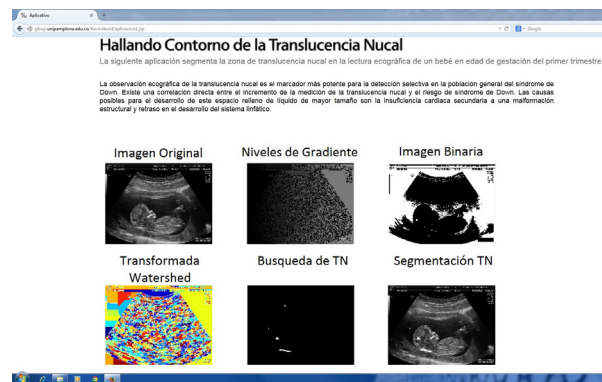 Aplicativo
gibup.unipamplona.edu.co
Google
Hallando Contorno de la Translucencia Nucal
La siguiente aplicación segmenta la zona de translucencia nucal en la lectura ecográfica de un bebé en edad de gestación del primer trimestre
La observación ecográfica de la translucencia nucal es el marcador más potente para la detección selectiva en la población general del síndrome de
Down. Existe una correlación directa entre el incremento de la medición de la translucencia nucal y el riesgo de síndrome de Down. Las causas
posibles para el desarrollo de este espacio relleno de líquido de mayor tamaño son la insuficiencia cardiaca secundaria a una malformación
estructural y retraso en el desarrollo del sistema linfático.
Imagen Original
Niveles de Gradiente
Imagen Binaria
Transformada
Watershed
Busqueda de TN
Segmentación TN